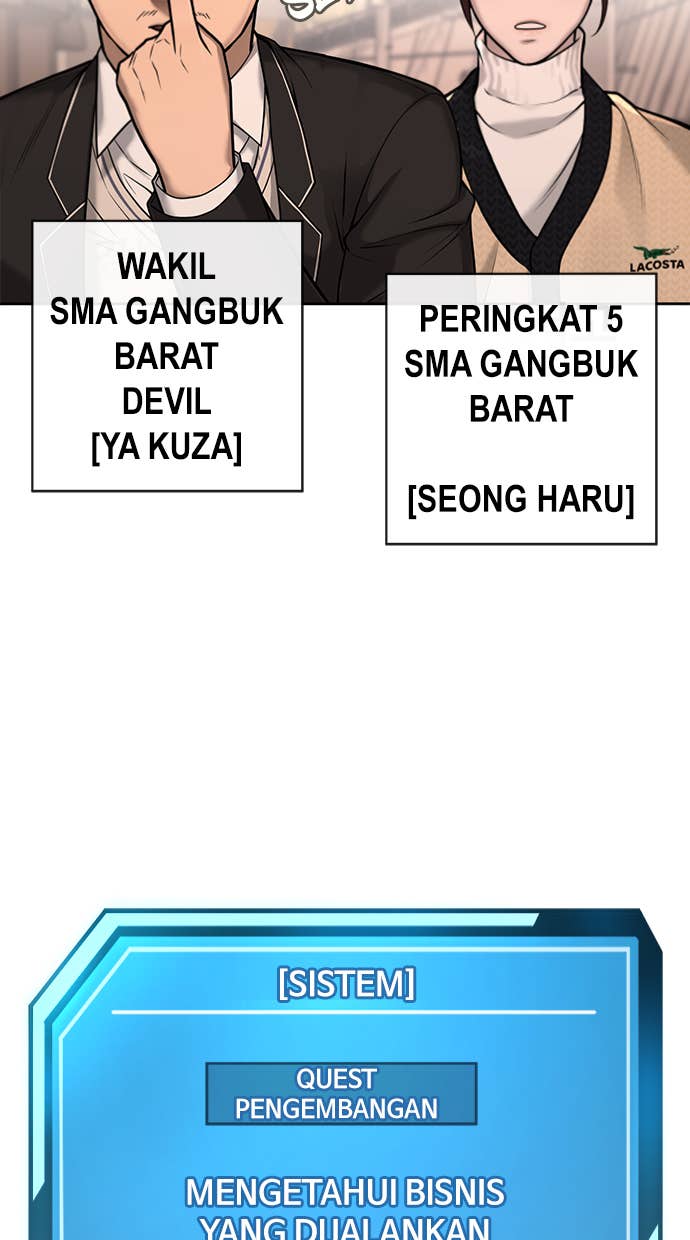 LACOSTA
WAKIL
SMA GANGBUK
BARAT
DEVIL
[YA KUZA]
PERINGKAT 5
SMA GANGBUK
BARAT
[SEONG HARU]
[SISTEM]
QUEST
PENGEMBANGAN
MENGETAHUI BISNIS
YANG DIJALANKAN